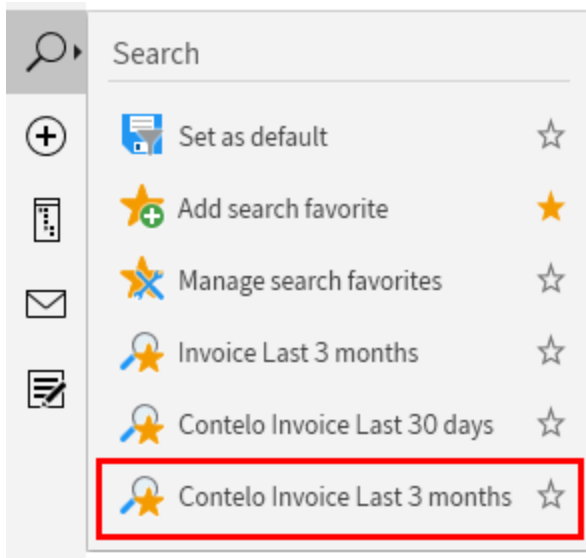 Search
Set as default
Add search favorite
Manage search favorites
Invoice Last 3 months
Contelo Invoice Last 30 days
Contelo Invoice Last 3 months